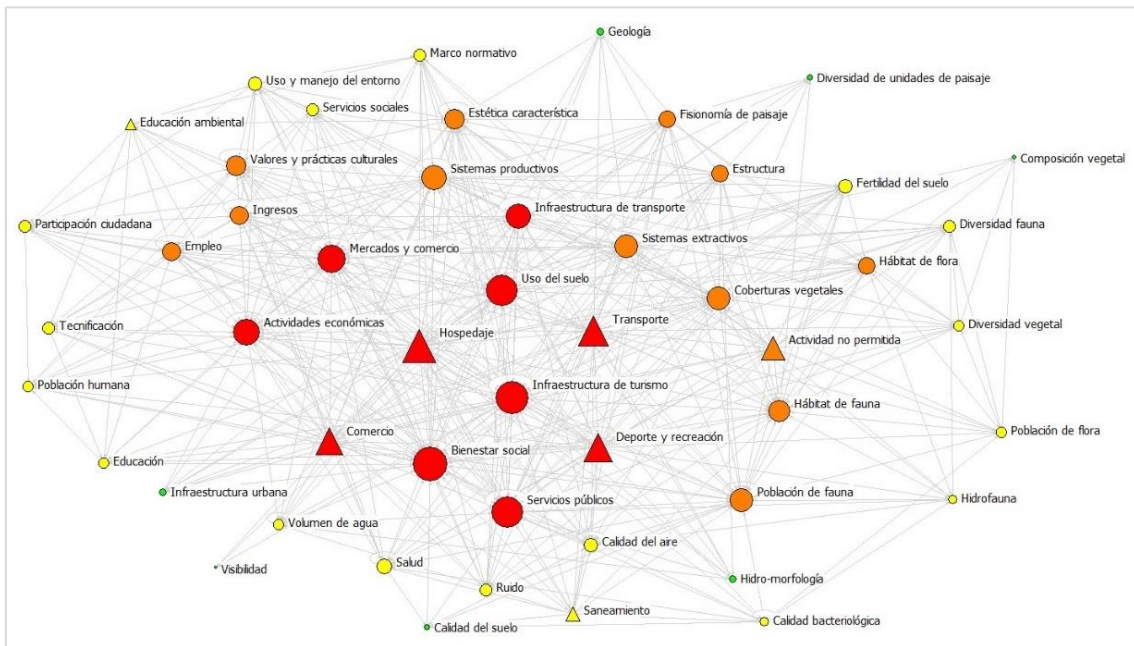 Geología
Marco normativo
Diversidad de unidades de paisaje
Uso y manejo del entorno
Servicios sociales
Estética característica
Fisionomía de paisaje
Educación ambiental
Composición vegetal
Valores y prácticas culturales
Sistemas productivos
Estructura
Fertilidad del suelo
Ingresos
Infraestructura de transporte
Participación ciudadana
Diversidad fauna
Empleo
Mercados y comercio
Sistemas extractivos
Hábitat de flora
Uso del suelo
Coberturas vegetales
Tecnificación
Actividades económicas
Hospedaje
Transporte
Diversidad vegetal
Actividad no permitida
Población humana
Infraestructura de turismo
Hábitat de fauna
Comercio
Bienestar social
Deporte y recreación
Población de flora
Educación
Infraestructura urbana
Servicios públicos
Población de fauna
Hidrofauna
Volumen de agua
Calidad del aire
Visibilidad
Salud
Ruido
Hidro-morfología
Saneamiento
Calidad del suelo
Calidad bacteriológica